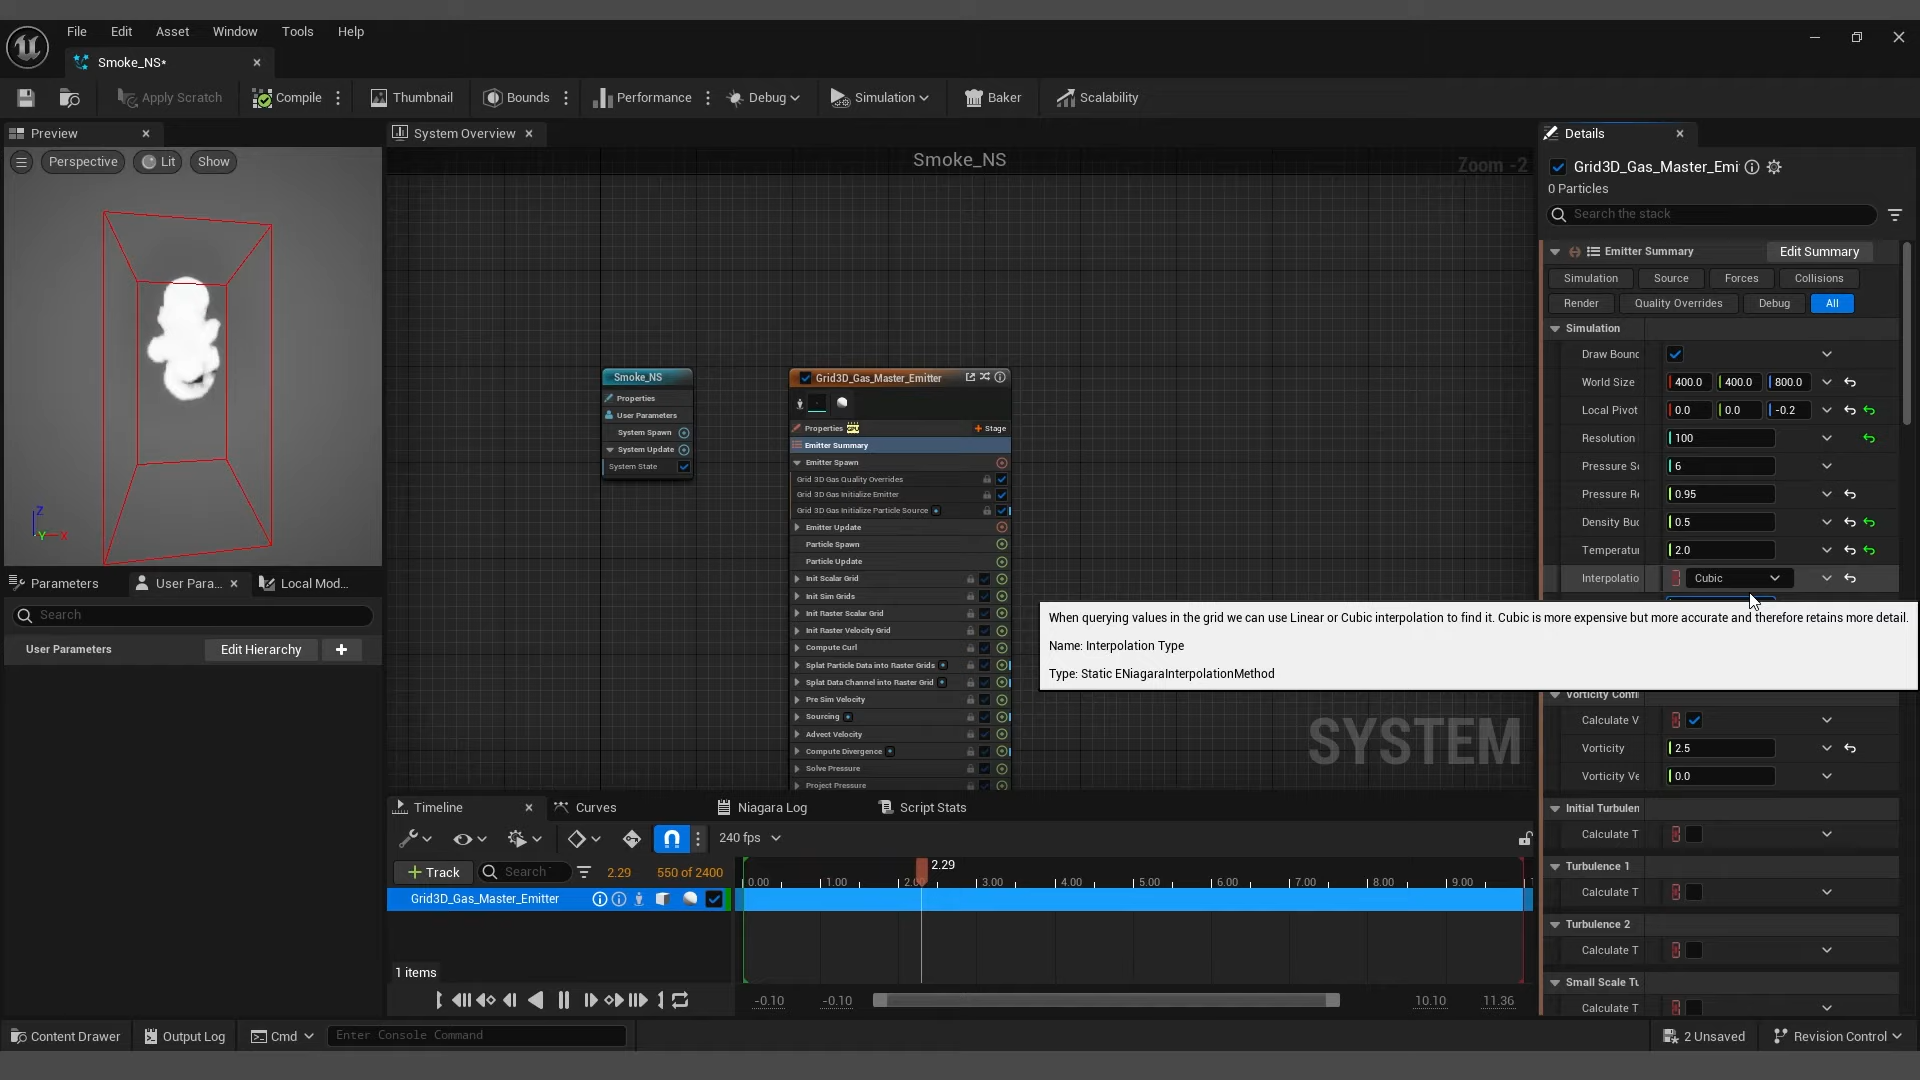 File Edit Asset Window Tools Help
Smoke_NS*
Apply Scratch Compile Thumbnail Bounds Performance Debug Simulation Baker Scalability
Preview
System Overview
Details
Perspective Lit Show
Smoke_NS
Zoom -2
Grid3D_Gas_Master_Emi
0 Particles
Search the stack
Emitter Summary Edit Summary
Simulation Source Forces Collisions
Render Quality Overrides Debug All
Simulation
Draw Bounc
World Size 400.0 400.0 800.0
Local Pivot 0.0 0.0 -0.2
Resolution 100
Pressure 6
Pressure 0.95
Density 0.5
Temperatu 2.0
Interpolatio Cubic
When querying values in the grid we can use Linear or Cubic interpolation to find it. Cubic is more expensive but more accurate and therefore retains more detail.
Name: Interpolation Type
Type: Static ENiagaraInterpolationMethod
Vorticity Confi
Calculate V
Vorticity 2.5
Vorticity Ve 0.0
Initial Turbulen
Calculate T
Turbulence 1
Calculate T
Turbulence 2
Calculate T
Small Scale Tu
Calculate T
Smoke_NS
Properties
User Parameters
System Spawn
System Update
System State
Grid3D_Gas_Master_Emitter
Properties Stage
Emitter Summary
Emitter Spawn
Grid 3D Gas Quality Overrides
Grid 3D Gas Initialize Emitter
Grid 3D Gas Initialize Particle Source
Emitter Update
Particle Spawn
Particle Update
Init Scalar Grid
Init Sim Grids
Init Raster Scalar Grid
Init Raster Velocity Grid
Compute Curl
Splat Particle Data into Raster Grids
Splat Data Channel into Raster Grid
Pre Sim Velocity
Sourcing
Advect Velocity
Compute Divergence
Solve Pressure
Project Pressure
SYSTEM
Z
Y X
Parameters User Para... Local Mod...
Search
User Parameters Edit Hierarchy
Timeline Curves Niagara Log Script Stats
240 fps
Track Search 2.29 550 of 2400
2.29
0.00 1.00 2.00 3.00 4.00 5.00 6.00 7.00 8.00 9.00
Grid3D_Gas_Master_Emitter
1 items
-0.10 -0.10 10.10 11.36
Content Drawer Output Log Cmd Enter Console Command 2 Unsaved Revision Control